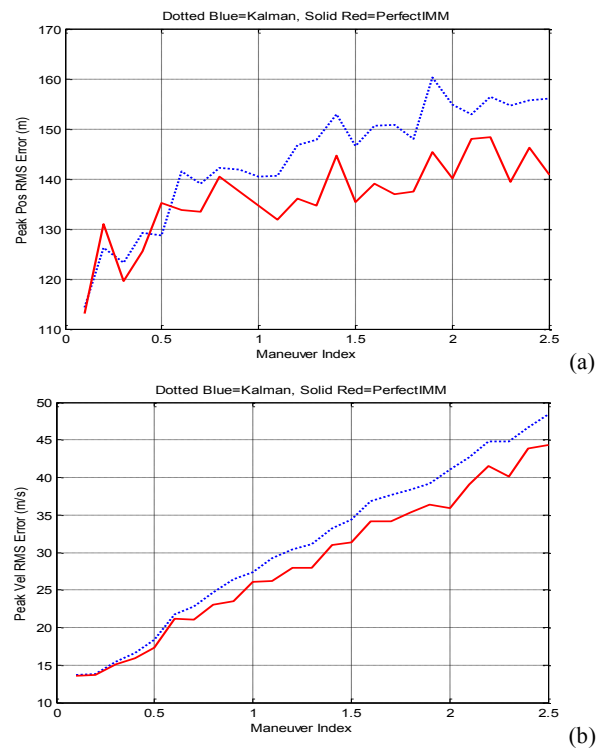 Dotted Blue=Kalman, Solid Red=PerfectIMM
170
160
150
140
130
120
110
Peak Pos RMS Error (m)
0 0.5 1 1.5 2 2.5
Maneuver Index
(a)
Dotted Blue=Kalman, Solid Red=PerfectIMM
50
45
40
35
30
25
20
15
10
Peak Vel RMS Error (m/s)
0 0.5 1 1.5 2 2.5
Maneuver Index
(b)